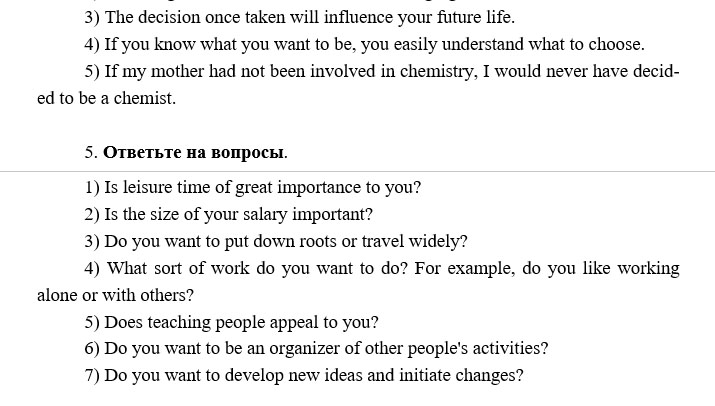 3) The decision once taken will influence your future life.
4) If you know what you want to be, you easily understand what to choose.
5) If my mother had not been involved in chemistry, I would never have decid-
ed to be a chemist.
5. Ответьте на вопросы.
1) Is leisure time of great importance to you?
2) Is the size of your salary important?
3) Do you want to put down roots or travel widely?
4) What sort of work do you want to do? For example, do you like working
alone or with others?
5) Does teaching people appeal to you?
6) Do you want to be an organizer of other people's activities?
7) Do you want to develop new ideas and initiate changes?